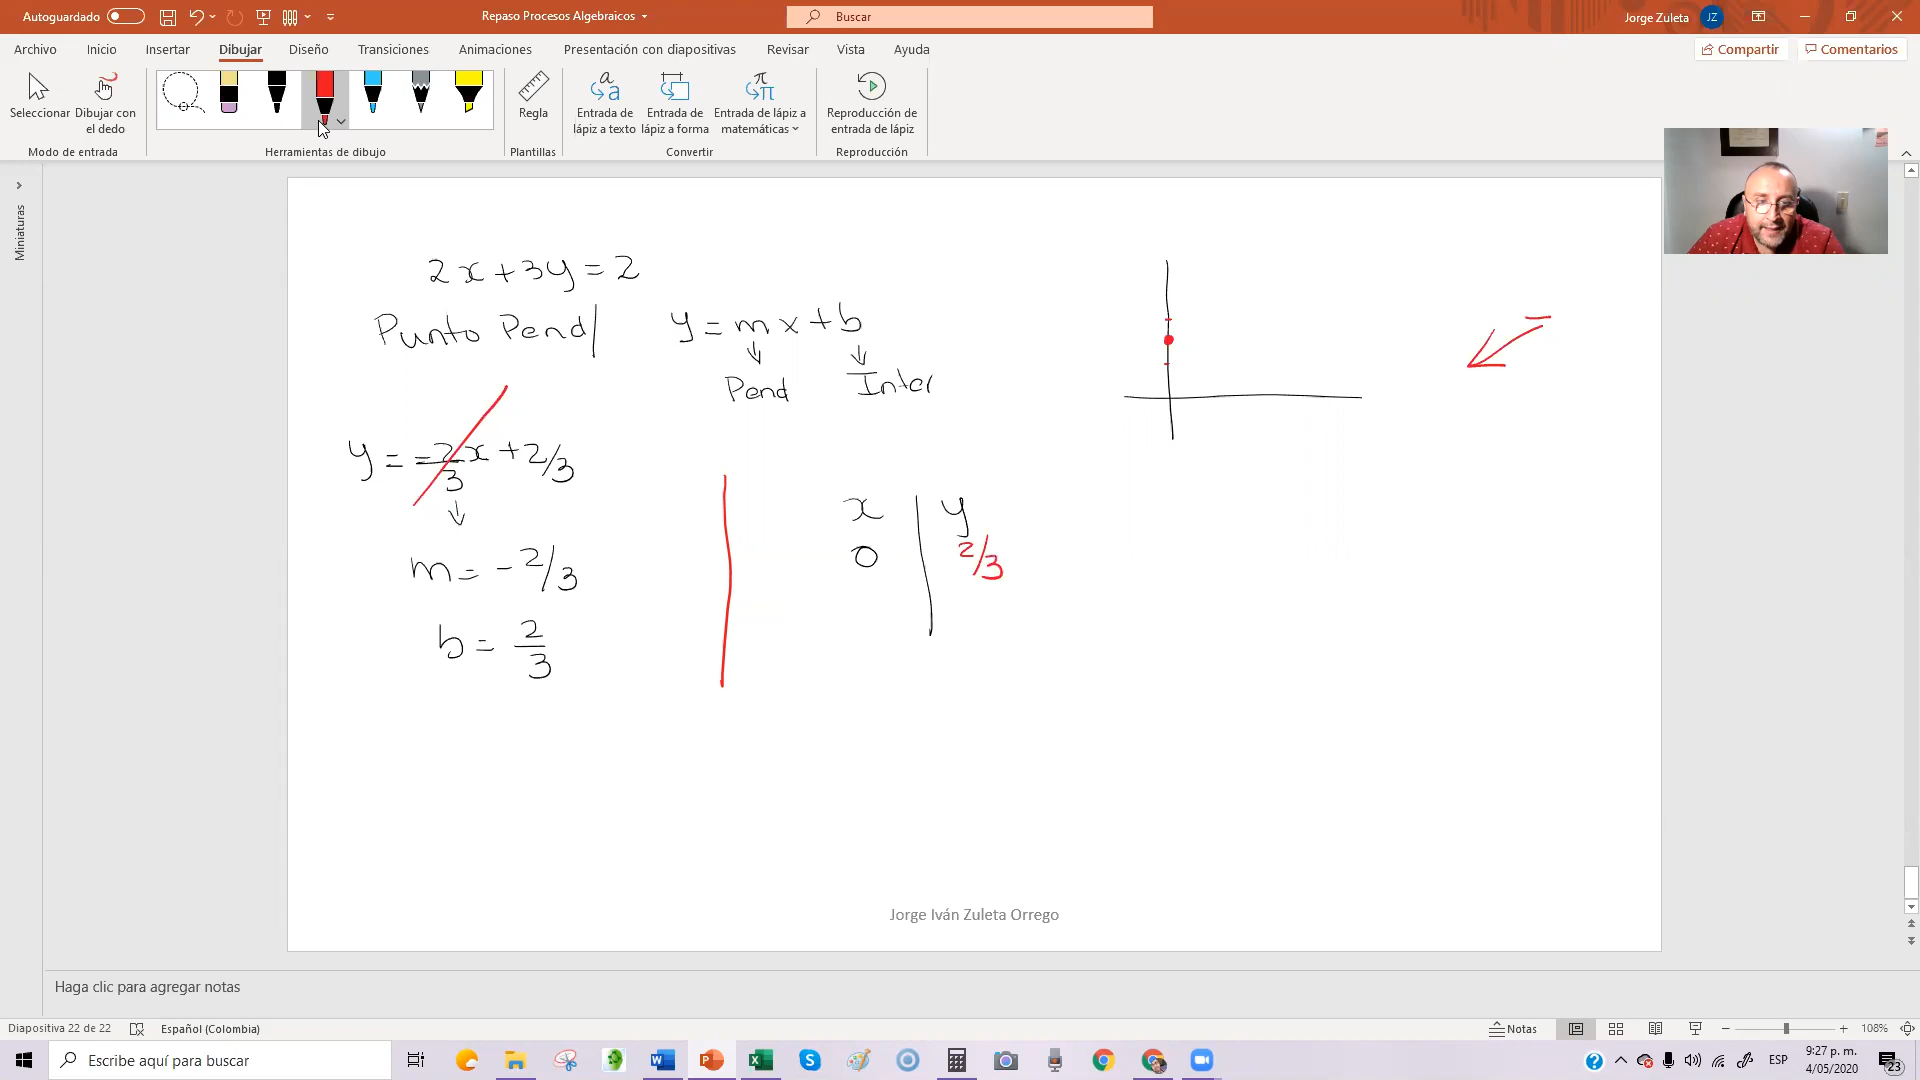 Autoguardado
Repaso Procesos Algebraicos
Buscar
Jorge Zuleta
JZ
Archivo
Inicio
Insertar
Dibujar
Diseño
Transiciones
Animaciones
Presentación con diapositivas
Revisar
Vista
Ayuda
Compartir
Comentarios
Seleccionar
Dibujar con el dedo
Regla
Entrada de lápiz a texto
Entrada de lápiz a forma
Entrada de lápiz a matemáticas
Reproducción de entrada de lápiz
Modo de entrada
Herramientas de dibujo
Plantillas
Convertir
Reproducción
Miniaturas
2x+3y=2
Punto Pend
y=mx+b
Pend
Inter
y = -2/3 x + 2/3
m = -2/3
b = 2/3
x | y
0 | 2/3
Jorge Iván Zuleta Orrego
Haga clic para agregar notas
Diapositiva 22 de 22
Español (Colombia)
Notas
108%
Escribe aquí para buscar
ESP
9:27 p. m.
4/05/2020
23